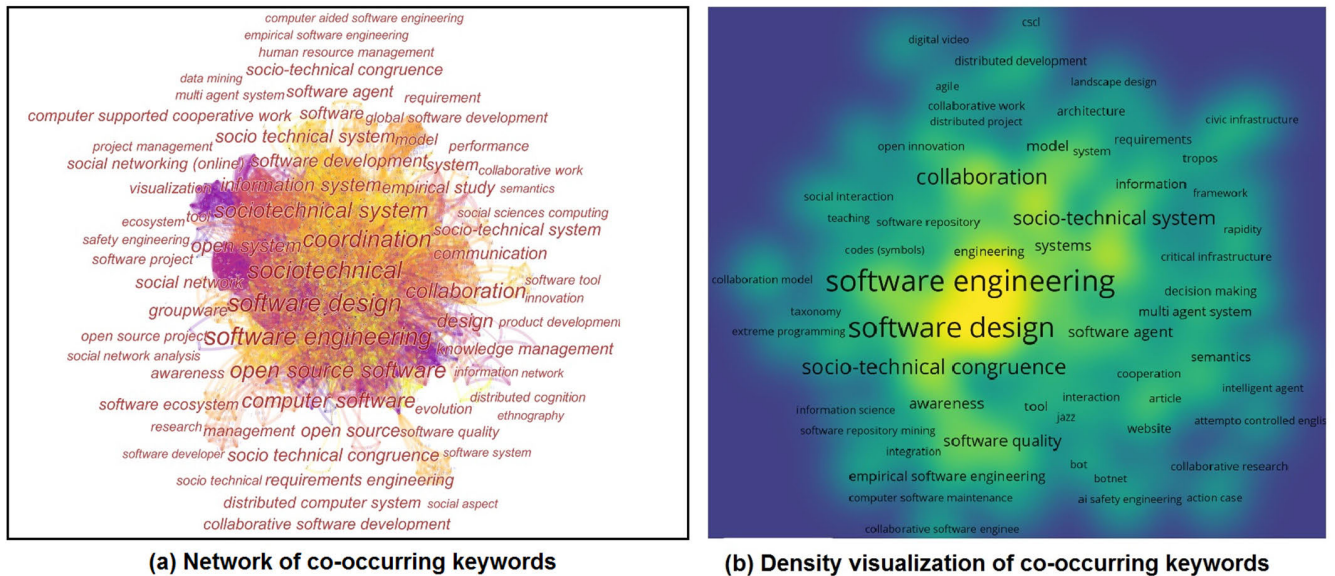 computer aided software engineering
empirical software engineering
human resource management
socio-technical congruence
data mining
multi agent system software agent requirement
computer supported cooperative work software global software development
socio technical system model
project management performance
social networking (online) software development system collaborative work
visualization information system empirical study semantics
sociotechnical system social sciences computing
ecosystem tool socio-technical system
safety engineering open system coordination communication
software project
social network sociotechnical software tool
groupware software design collaboration innovation
design product development
open source project software engineering
social network analysis knowledge management
awareness open source software information network
software ecosystem computer software evolution distributed cognition
ethnography
research management open source software quality
software developer socio technical congruence software system
socio technical requirements engineering
distributed computer system social aspect
collaborative software development
(a) Network of co-occurring keywords
cscl
digital video
distributed development
agile landscape design
collaborative work architecture
distributed project civic infrastructure
open innovation model system requirements
tropos
collaboration information
social interaction framework
teaching software repository socio-technical system
rapidity
codes (symbols) engineering systems
critical infrastructure
collaboration model software engineering
decision making
taxonomy multi agent system
extreme programming software design software agent
semantics
socio-technical congruence cooperation
intelligent agent
information science awareness tool interaction article
jazz attempto controlled englis
software repository mining website
integration software quality
bot collaborative research
empirical software engineering botnet
computer software maintenance ai safety engineering action case
collaborative software enginee
(b) Density visualization of co-occurring keywords